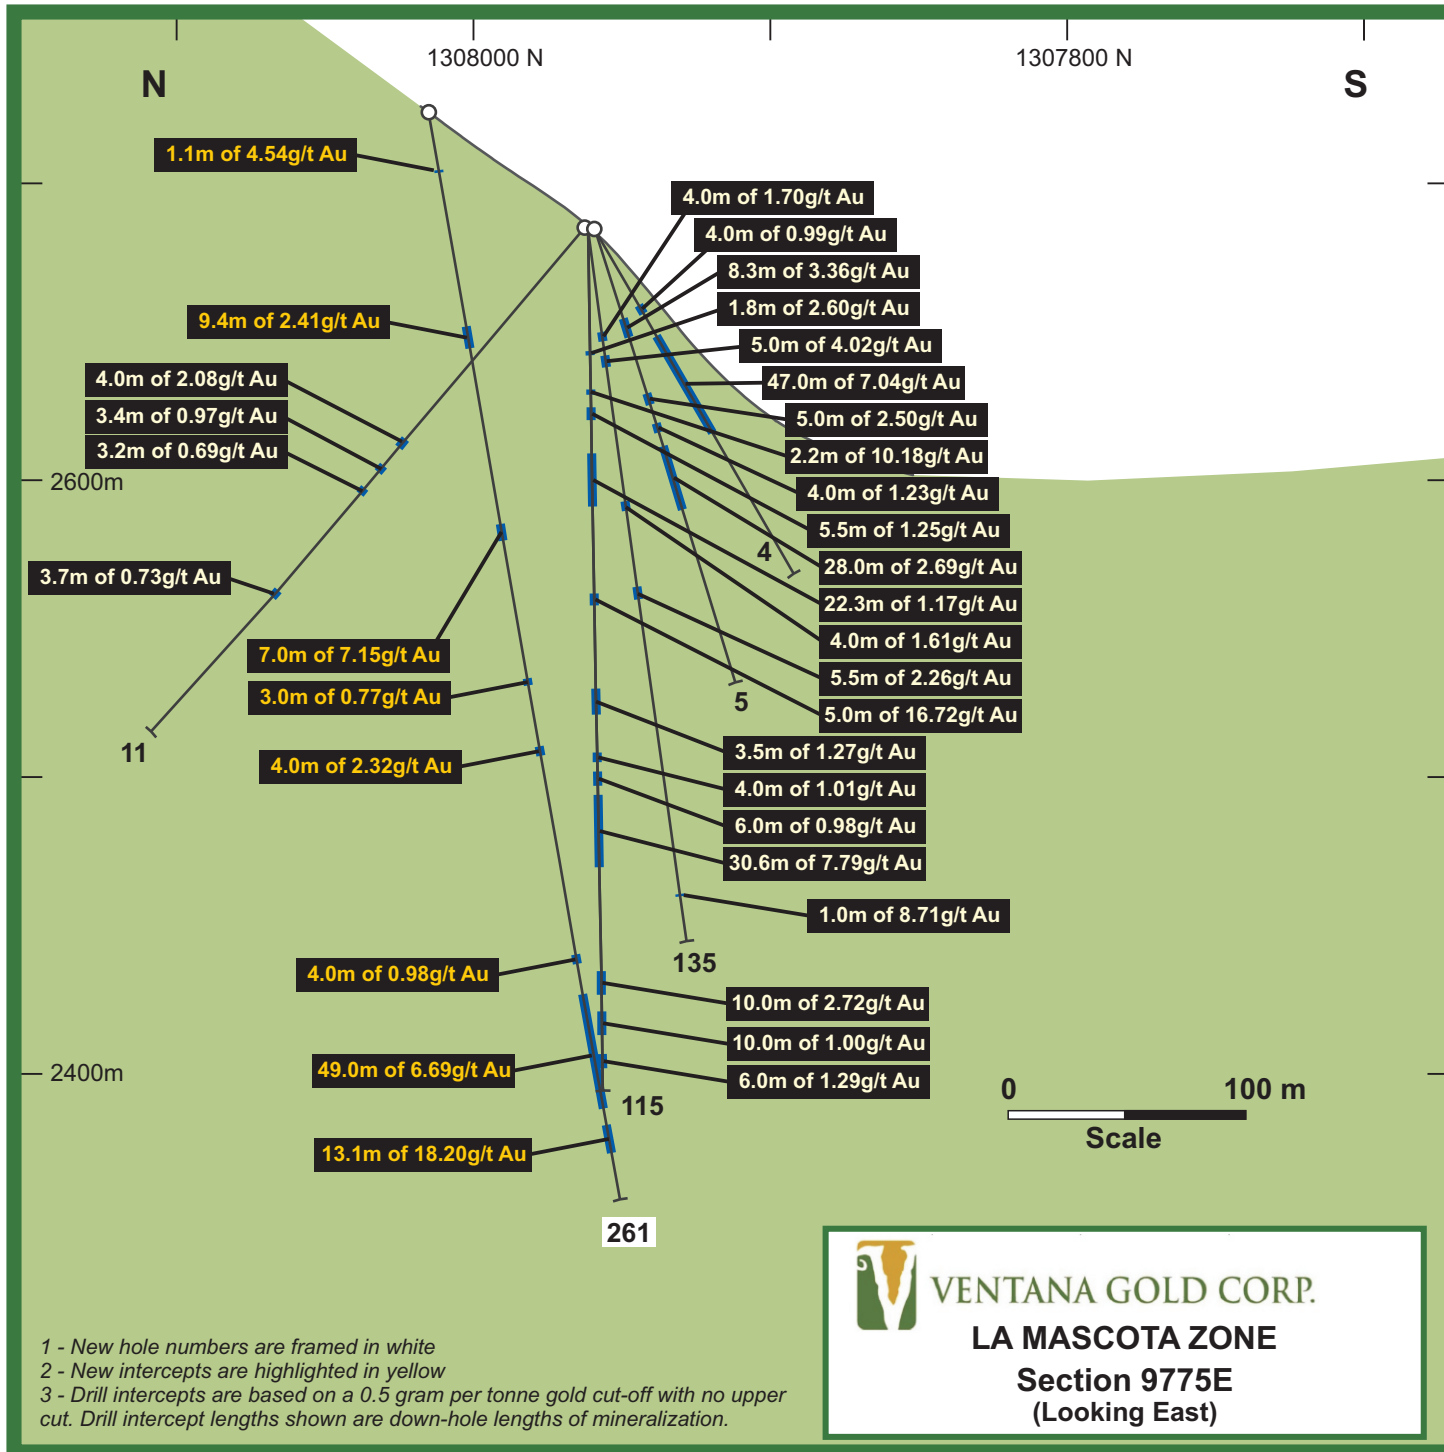 1308000 N
1307800 N
N
S
1.1m of 4.54g/t Au
4.0m of 1.70g/t Au
4.0m of 0.99g/t Au
8.3m of 3.36g/t Au
1.8m of 2.60g/t Au
9.4m of 2.41g/t Au
5.0m of 4.02g/t Au
4.0m of 2.08g/t Au
47.0m of 7.04g/t Au
3.4m of 0.97g/t Au
5.0m of 2.50g/t Au
3.2m of 0.69g/t Au
2.2m of 10.18g/t Au
2600m
4.0m of 1.23g/t Au
5.5m of 1.25g/t Au
4
28.0m of 2.69g/t Au
3.7m of 0.73g/t Au
22.3m of 1.17g/t Au
4.0m of 1.61g/t Au
7.0m of 7.15g/t Au
5.5m of 2.26g/t Au
3.0m of 0.77g/t Au
5
5.0m of 16.72g/t Au
11
3.5m of 1.27g/t Au
4.0m of 2.32g/t Au
4.0m of 1.01g/t Au
6.0m of 0.98g/t Au
30.6m of 7.79g/t Au
1.0m of 8.71g/t Au
135
4.0m of 0.98g/t Au
10.0m of 2.72g/t Au
10.0m of 1.00g/t Au
49.0m of 6.69g/t Au
2400m
6.0m of 1.29g/t Au
0 100 m
115
Scale
13.1m of 18.20g/t Au
261
VENTANA GOLD CORP.
LA MASCOTA ZONE
Section 9775E
(Looking East)
1 - New hole numbers are framed in white
2 - New intercepts are highlighted in yellow
3 - Drill intercepts are based on a 0.5 gram per tonne gold cut-off with no upper
cut. Drill intercept lengths shown are down-hole lengths of mineralization.